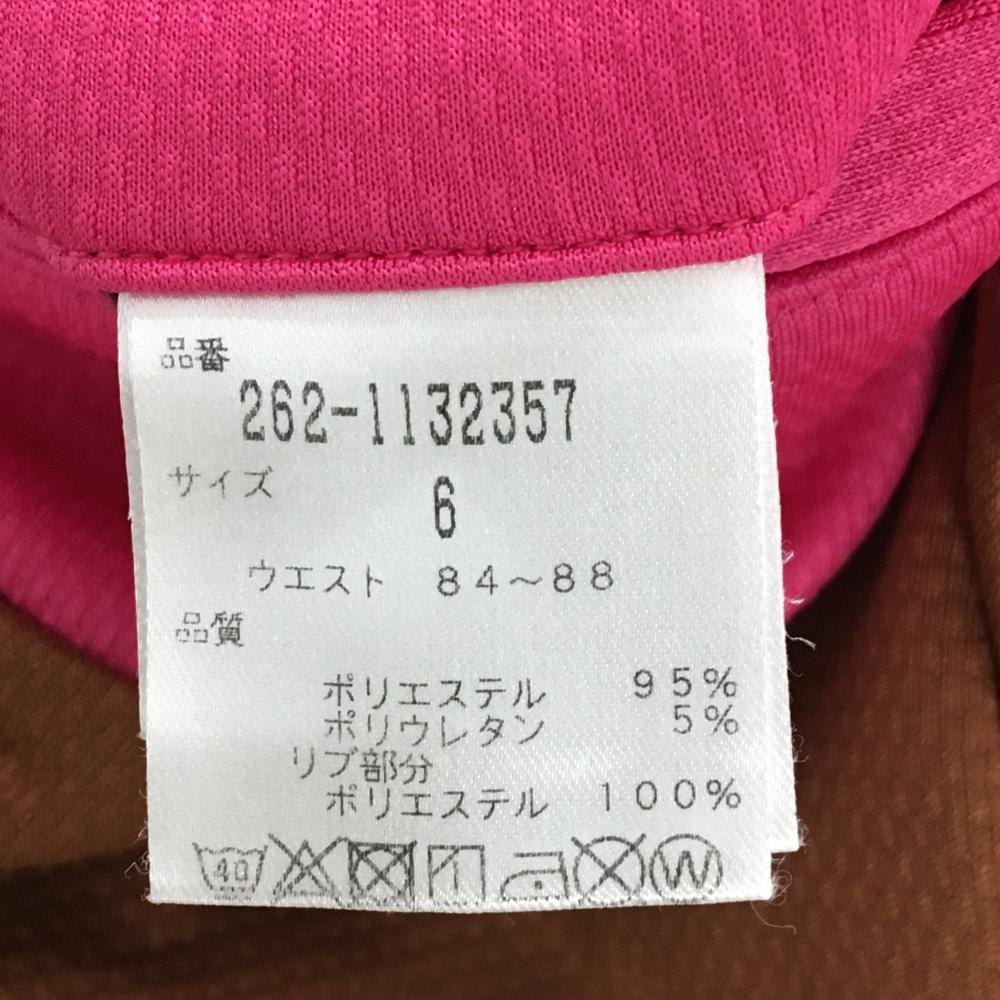 品番
262-1132357
サイズ
6
ウエスト 84～88
品質
ポリエステル 95%
ポリウレタン 5%
リブ部分
ポリエステル 100%
40 W